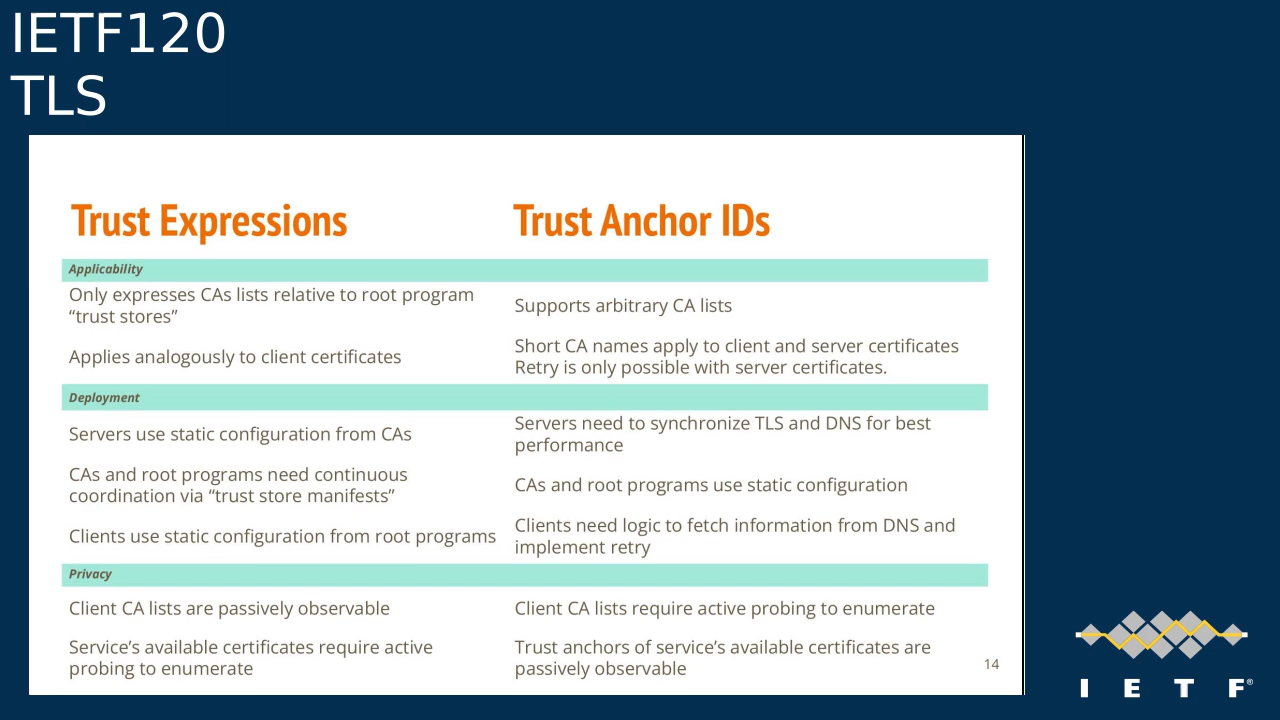 IETF120
TLS
Trust Expressions
Trust Anchor IDs
Applicability
Only expresses CAs lists relative to root program
“trust stores”
Supports arbitrary CA lists
Applies analogously to client certificates
Short CA names apply to client and server certificates
Retry is only possible with server certificates.
Deployment
Servers use static configuration from CAs
Servers need to synchronize TLS and DNS for best
performance
CAs and root programs need continuous
coordination via “trust store manifests”
CAs and root programs use static configuration
Clients use static configuration from root programs
Clients need logic to fetch information from DNS and
implement retry
Privacy
Client CA lists are passively observable
Client CA lists require active probing to enumerate
Service’s available certificates require active
probing to enumerate
Trust anchors of service’s available certificates are
passively observable
14
I E T F®